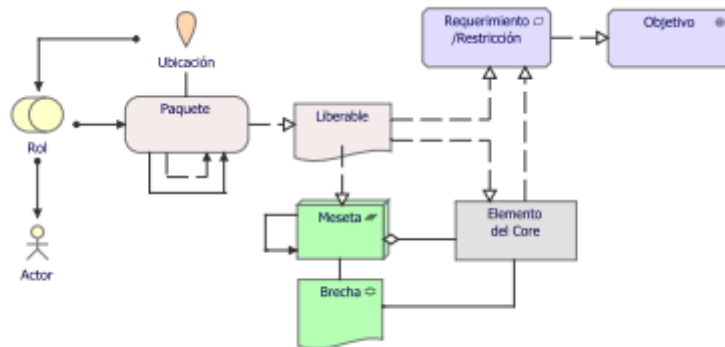 Requerimiento
/Restricción
Objetivo
Ubicación
Paquete
Liberable
Rol
Meseta
Elemento
del Core
Actor
Brecha